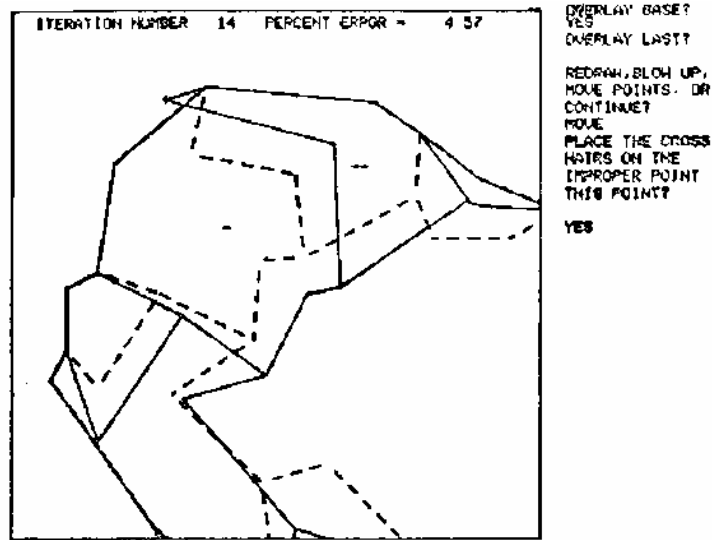 ITERATION NUMBER 14 PERCENT ERROR = 4.57
OVERLAY BASE?
YES
OVERLAY LAST?
REDRAW,BLOW UP,
MOVE POINTS, OR
CONTINUE?
MOVE
PLACE THE CROSS
HAIRS ON THE
IMPROPER POINT
THIS POINT?
YES